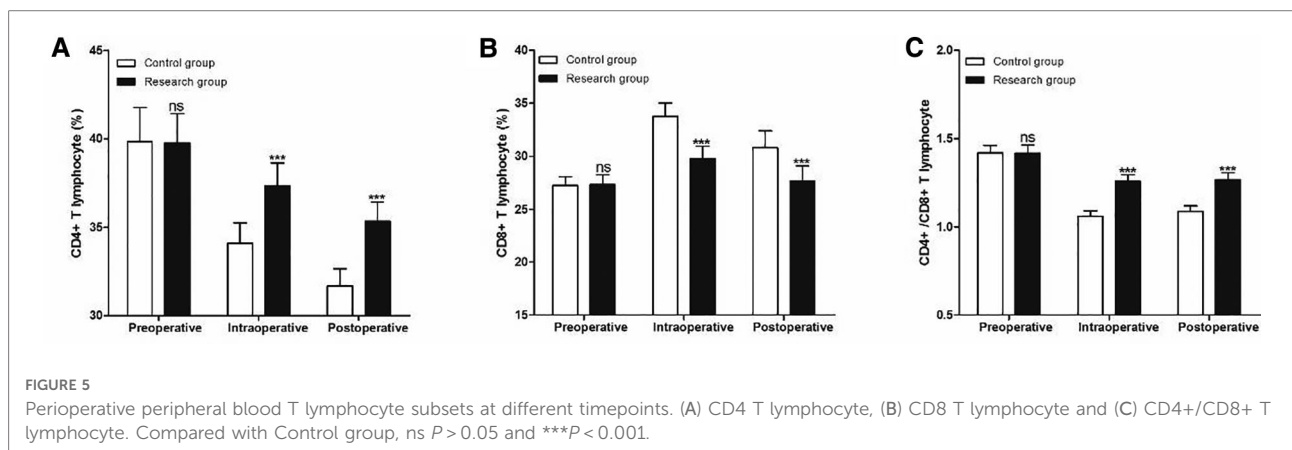 A
45
Control group
Research group
CD4+ T lymphocyte (%)
40
35
30
ns
***
***
Preoperative Intraoperative Postoperative
B
40
Control group
Research group
CD8+ T lymphocyte (%)
35
30
25
20
15
ns
***
***
Preoperative Intraoperative Postoperative
C
2.0
Control group
Research group
CD4+ /CD8+ T lymphocyte
1.5
1.0
0.5
ns
***
***
Preoperative Intraoperative Postoperative
FIGURE 5
Perioperative peripheral blood T lymphocyte subsets at different timepoints. (A) CD4 T lymphocyte, (B) CD8 T lymphocyte and (C) CD4+/CD8+ T
lymphocyte. Compared with Control group, ns P > 0.05 and ***P < 0.001.